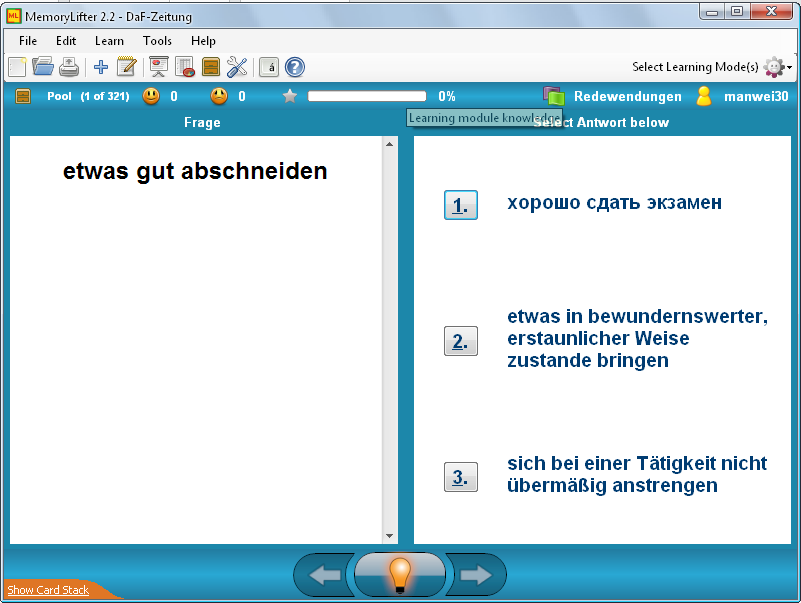 MemoryLifter 2.2 - DaF-Zeitung
File Edit Learn Tools Help
á ? Select Learning Mode(s)
Pool (1 of 321) 0 0 0% Redewendungen manwei30
Learning module knowledge
Frage
Select Antwort below
etwas gut abschneiden
1. хорошо сдать экзамен
2. etwas in bewundernswerter,
erstaunlicher Weise
zustande bringen
3. sich bei einer Tätigkeit nicht
übermäßig anstrengen
Show Card Stack